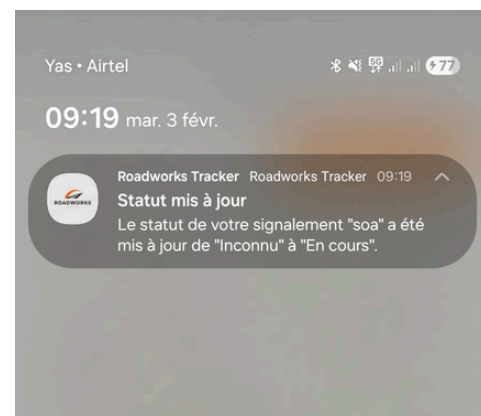 Yas • Airtel
5G
77
09:19 mar. 3 févr.
Roadworks Tracker Roadworks Tracker 09:19
ROADWORKS
Statut mis à jour
Le statut de votre signalement "soa" a été
mis à jour de "Inconnu" à "En cours".